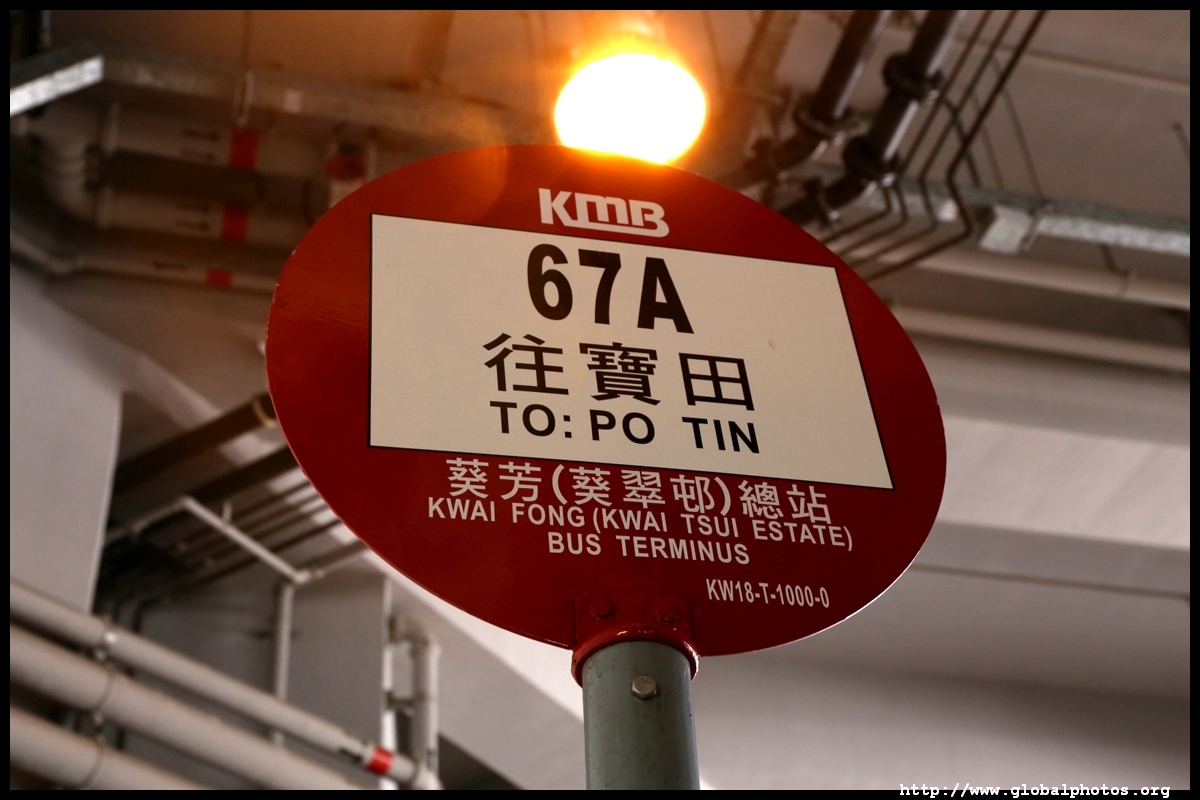 KMB
67A
往寶田
TO: PO TIN
葵芳(葵翠邨)總站
KWAI FONG (KWAI TSUI ESTATE)
BUS TERMINUS
KW18-T-1000-0
http://www.globalphotos.org